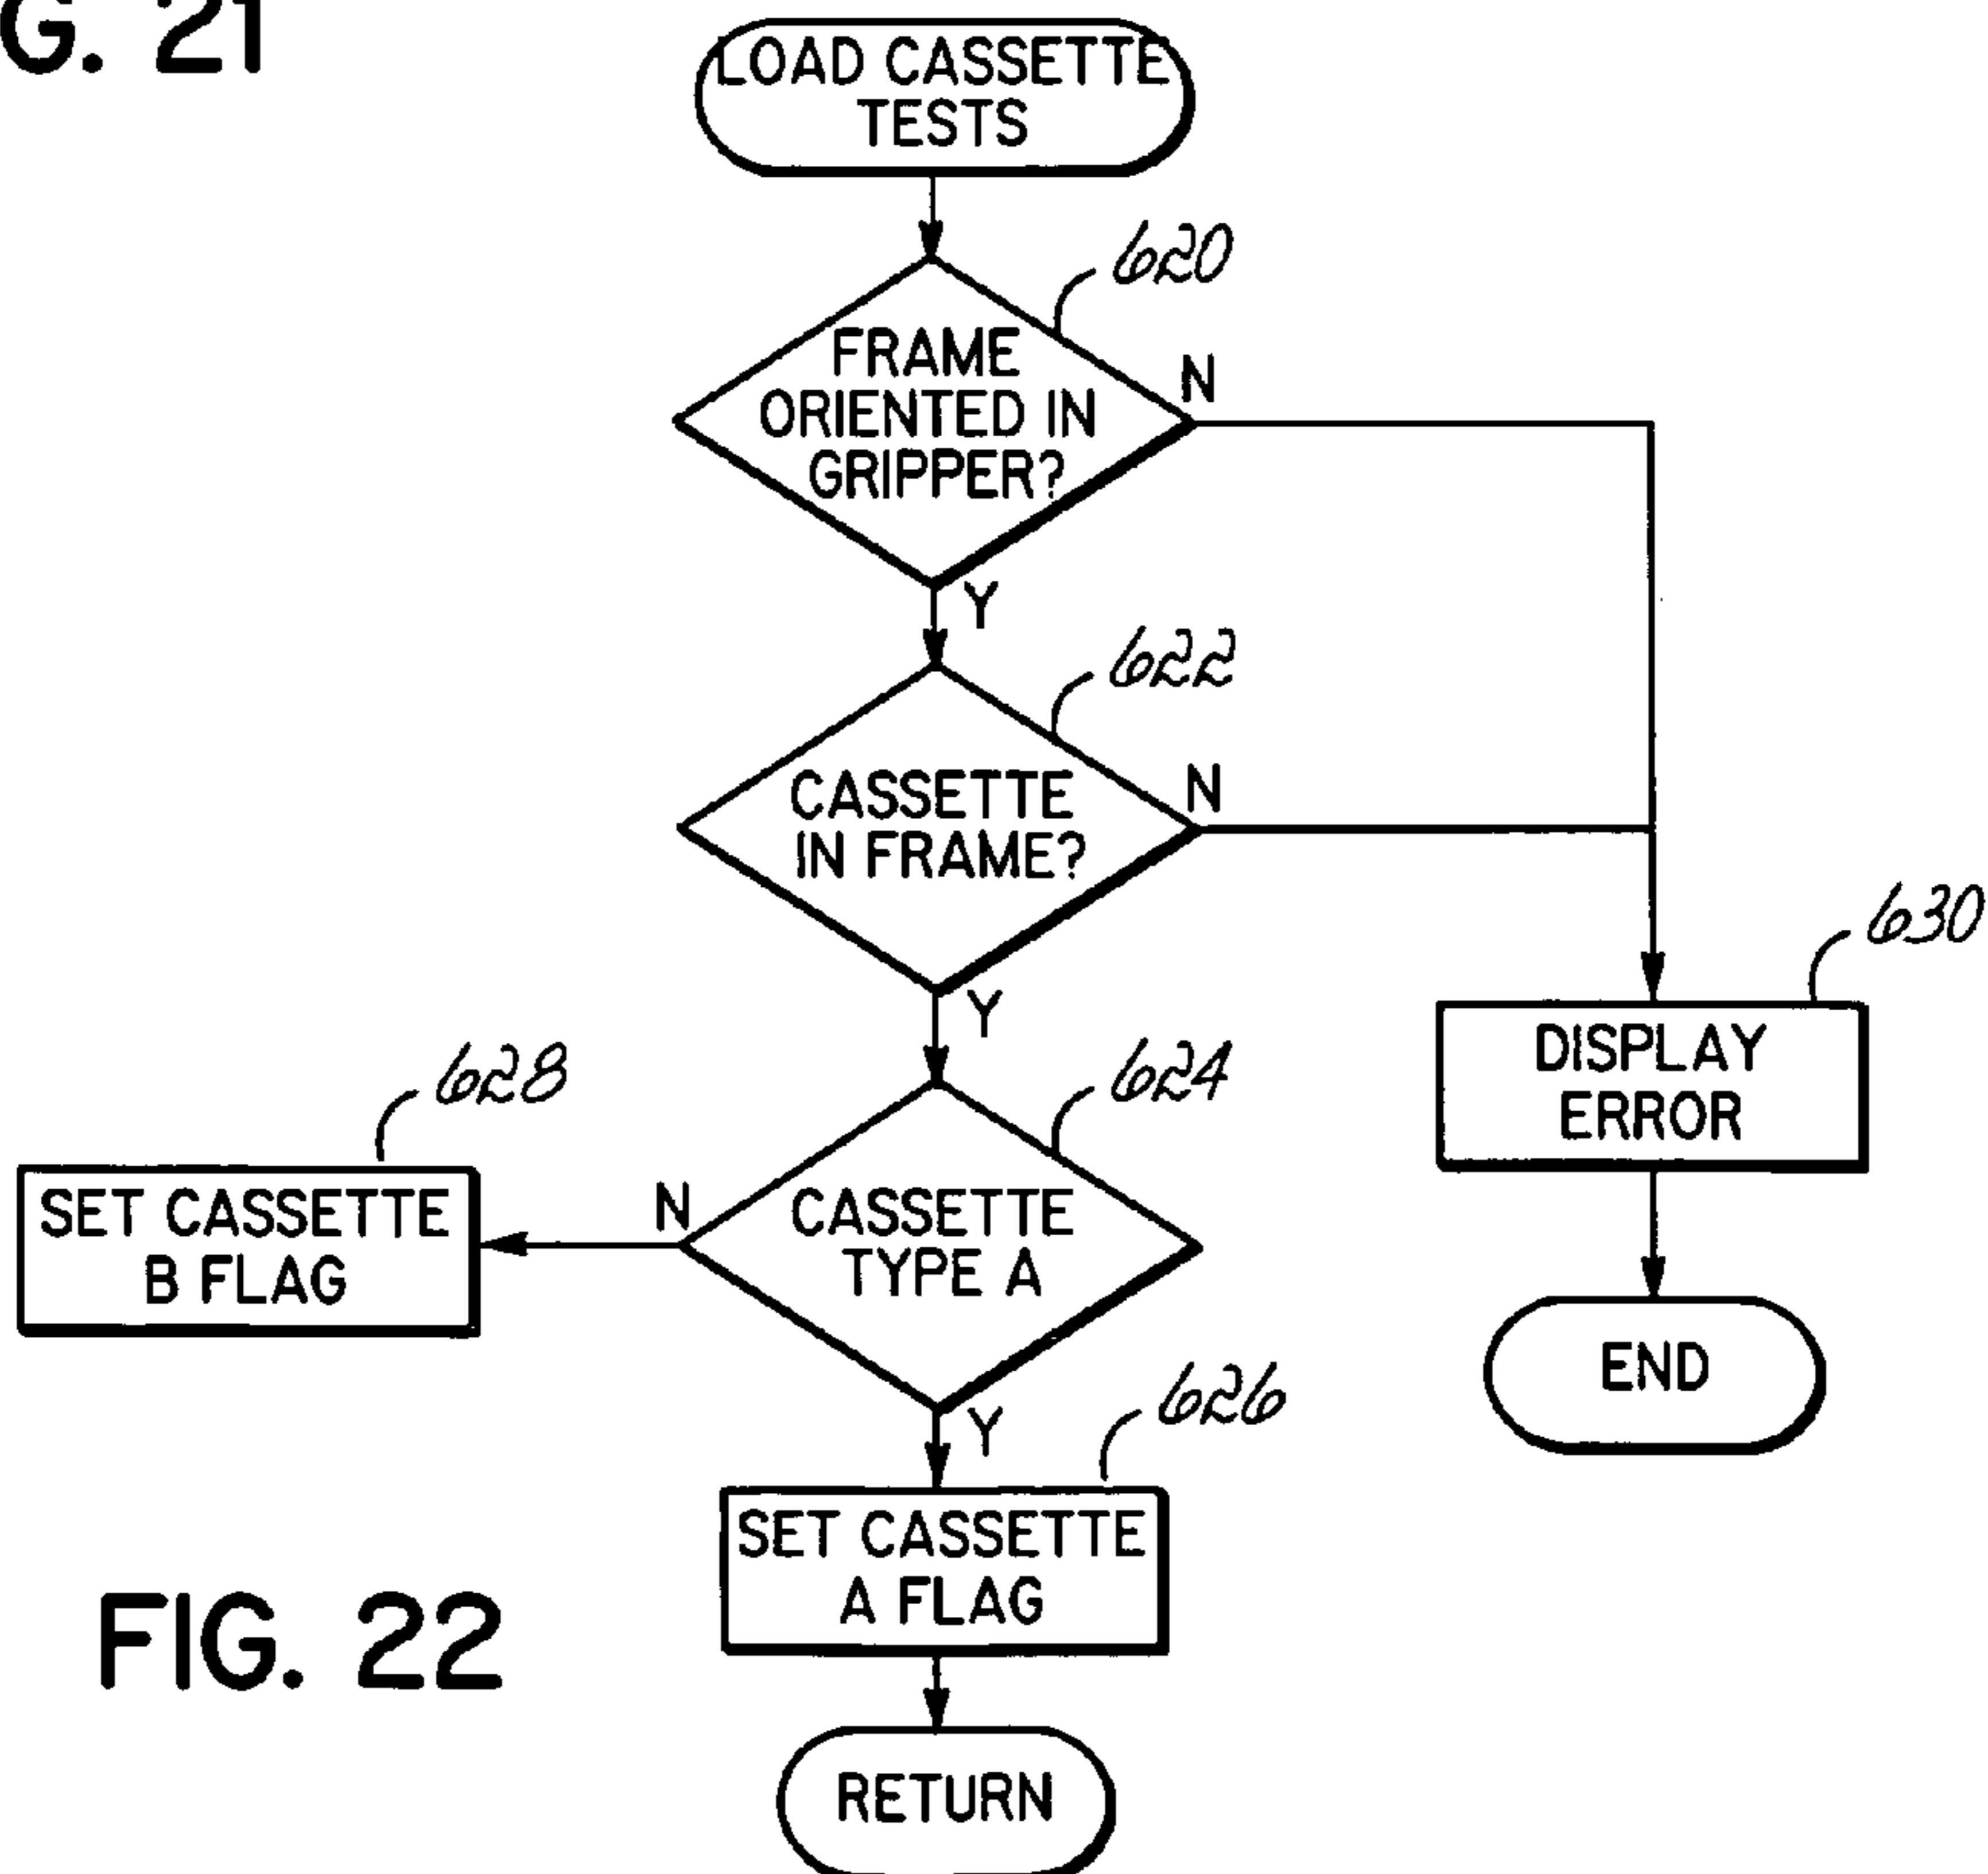 G. 21
LOAD CASSETTE
TESTS
620
FRAME
ORIENTED IN
GRIPPER?
N
Y
622
CASSETTE
IN FRAME?
N
Y
630
DISPLAY
ERROR
628
SET CASSETTE
B FLAG
N
624
CASSETTE
TYPE A
Y
END
626
SET CASSETTE
A FLAG
FIG. 22
RETURN